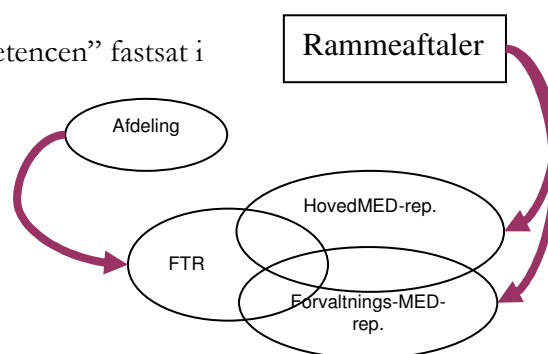 etencen” fastsat i
Rammeaftaler
Afdeling
HovedMED-rep.
FTR
Forvaltnings-MED-
rep.